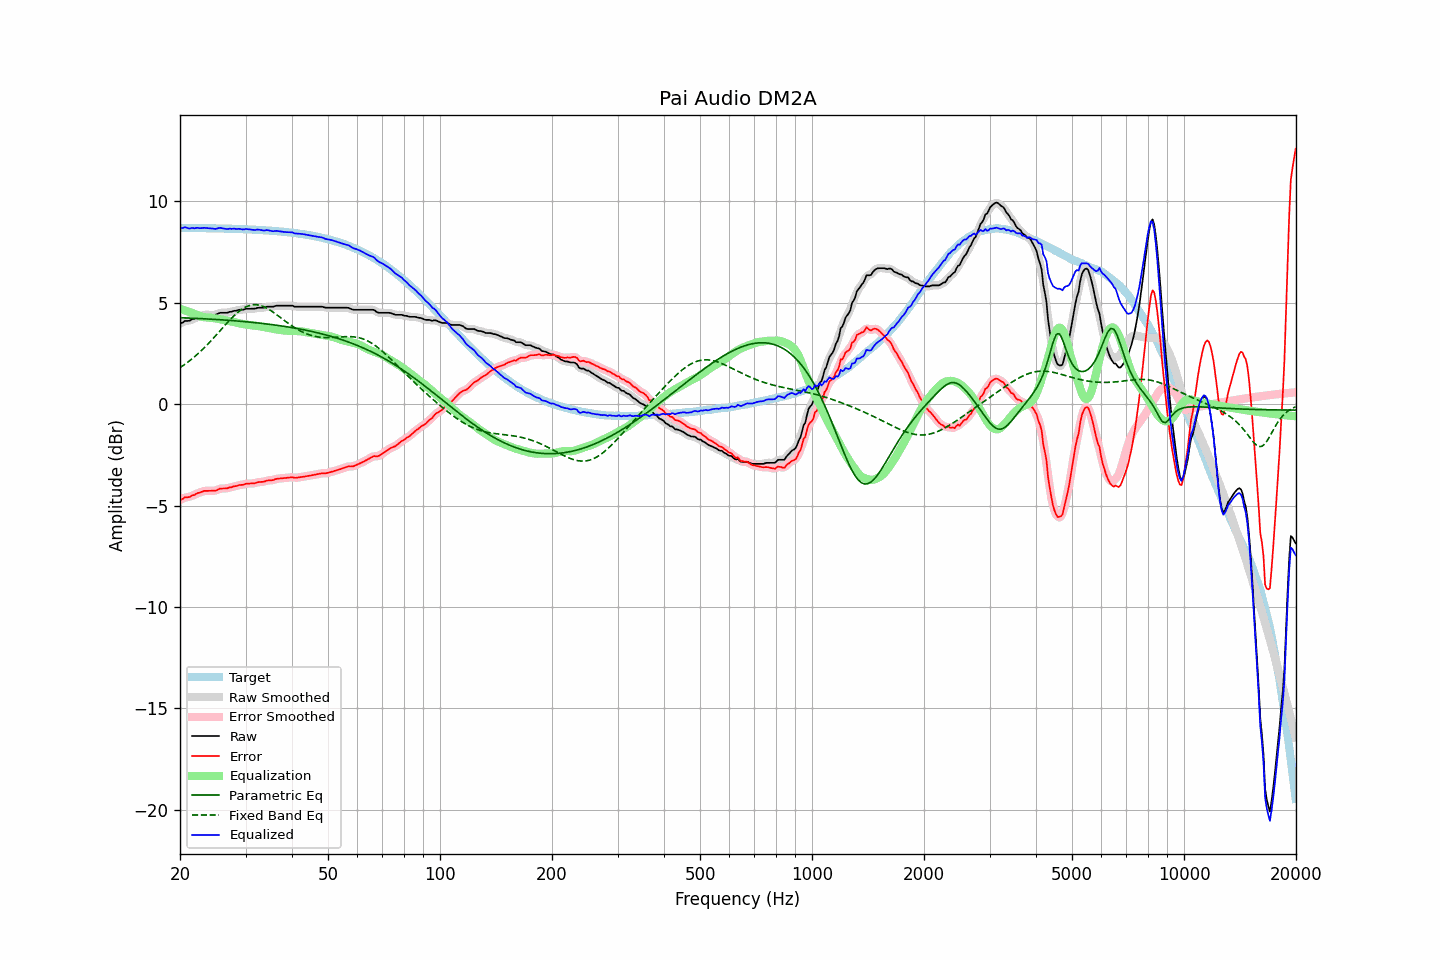 Pai Audio DM2A
Amplitude (dBr)
10
5
0
−5
−10
−15
−20
Target
Raw Smoothed
Error Smoothed
Raw
Error
Equalization
Parametric Eq
Fixed Band Eq
Equalized
20 50 100 200 500 1000 2000 5000 10000 20000
Frequency (Hz)